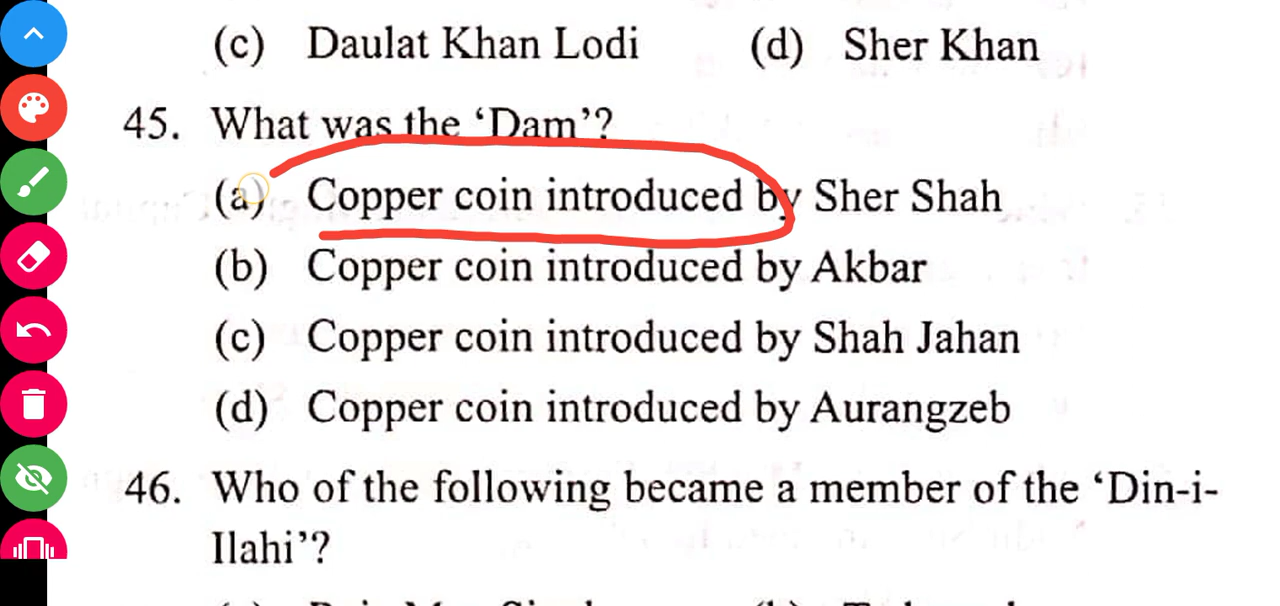 (c) Daulat Khan Lodi (d) Sher Khan
45. What was the ‘Dam’?
(a) Copper coin introduced by Sher Shah
(b) Copper coin introduced by Akbar
(c) Copper coin introduced by Shah Jahan
(d) Copper coin introduced by Aurangzeb
46. Who of the following became a member of the ‘Din-i-
Ilahi’?